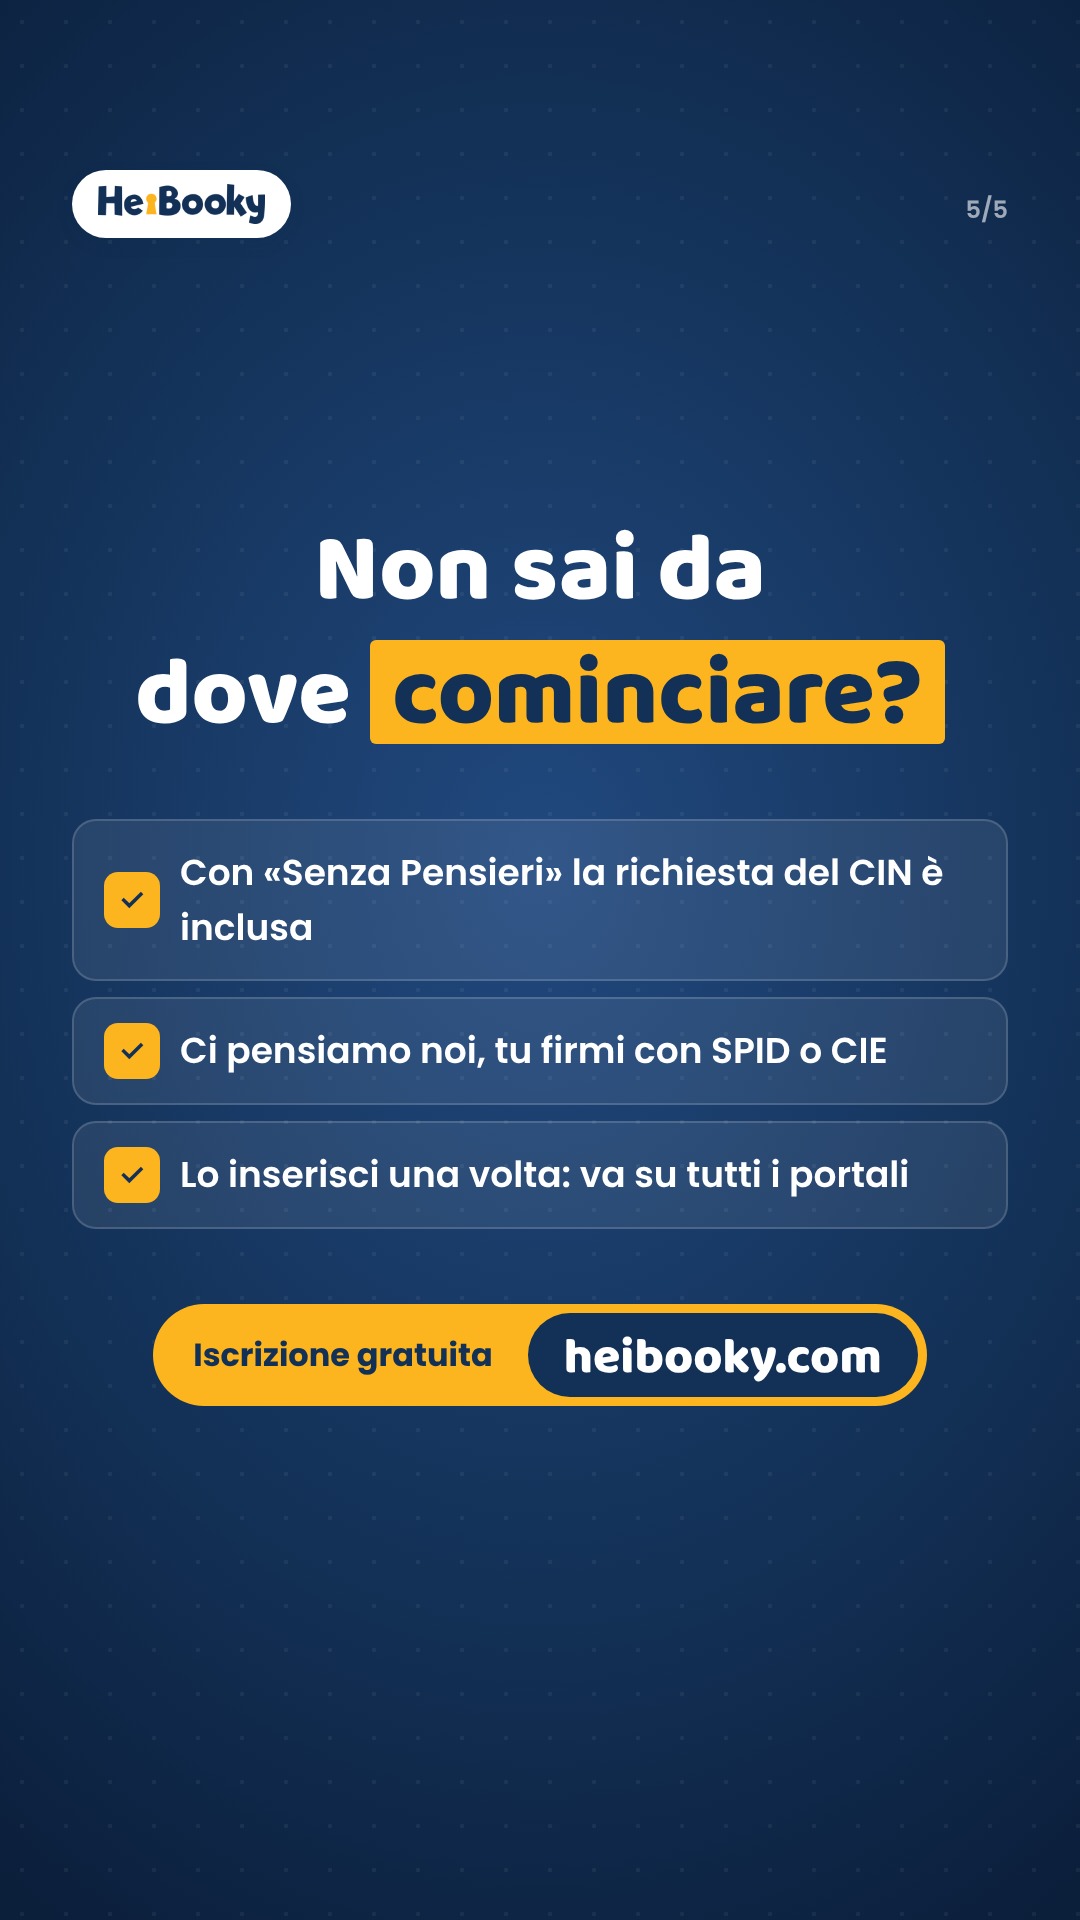 HeiBooky
5/5
Non sai da
dove cominciare?
Con «Senza Pensieri» la richiesta del CIN è
inclusa
Ci pensiamo noi, tu firmi con SPID o CIE
Lo inserisci una volta: va su tutti i portali
Iscrizione gratuita heibooky.com